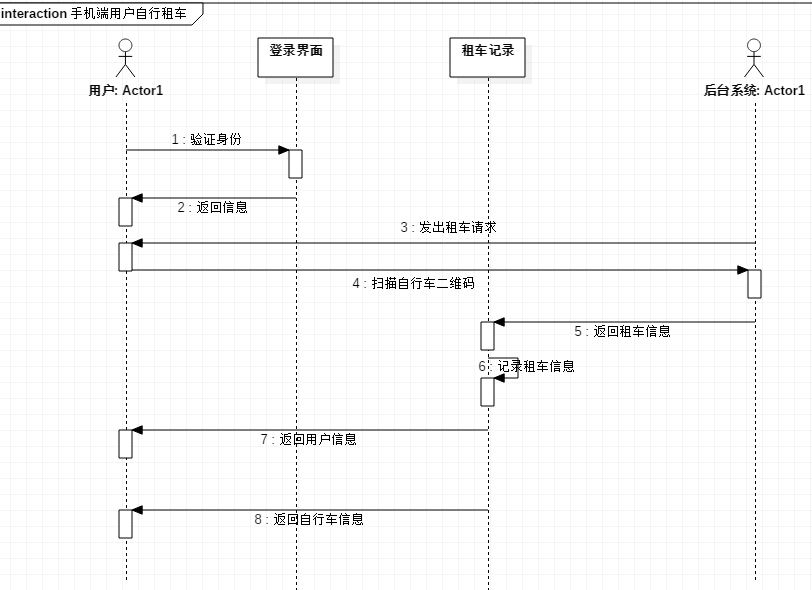 interaction 手机端用户自行租车
登录界面
租车记录
用户: Actor1
后台系统: Actor1
1 : 验证身份
2 : 返回信息
3 : 发出租车请求
4 : 扫描自行车二维码
5 : 返回租车信息
6 : 记录租车信息
7 : 返回用户信息
8 : 返回自行车信息